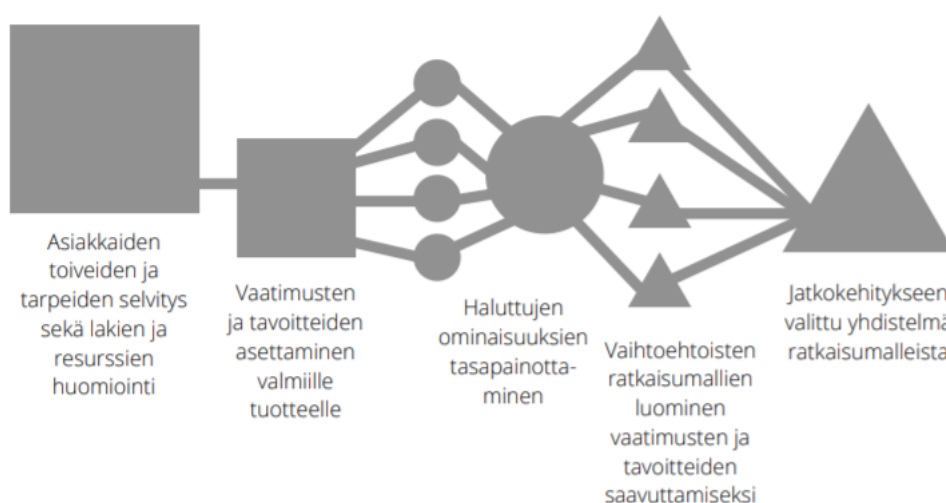 Asiakkaiden
toiveiden ja
tarpeiden selvitys
sekä lakien ja
resurssien
huomiointi
Vaatimusten
ja tavoitteiden
asettaminen
valmiille
tuotteelle
Haluttujen
ominaisuuksien
tasapainotta-
minen
Vaihtoehtoisten
ratkaisumallien
luominen
vaatimusten ja
tavoitteiden
saavuttamiseksi
Jatkokehitykseen
valittu yhdistelmä
ratkaisumalleista